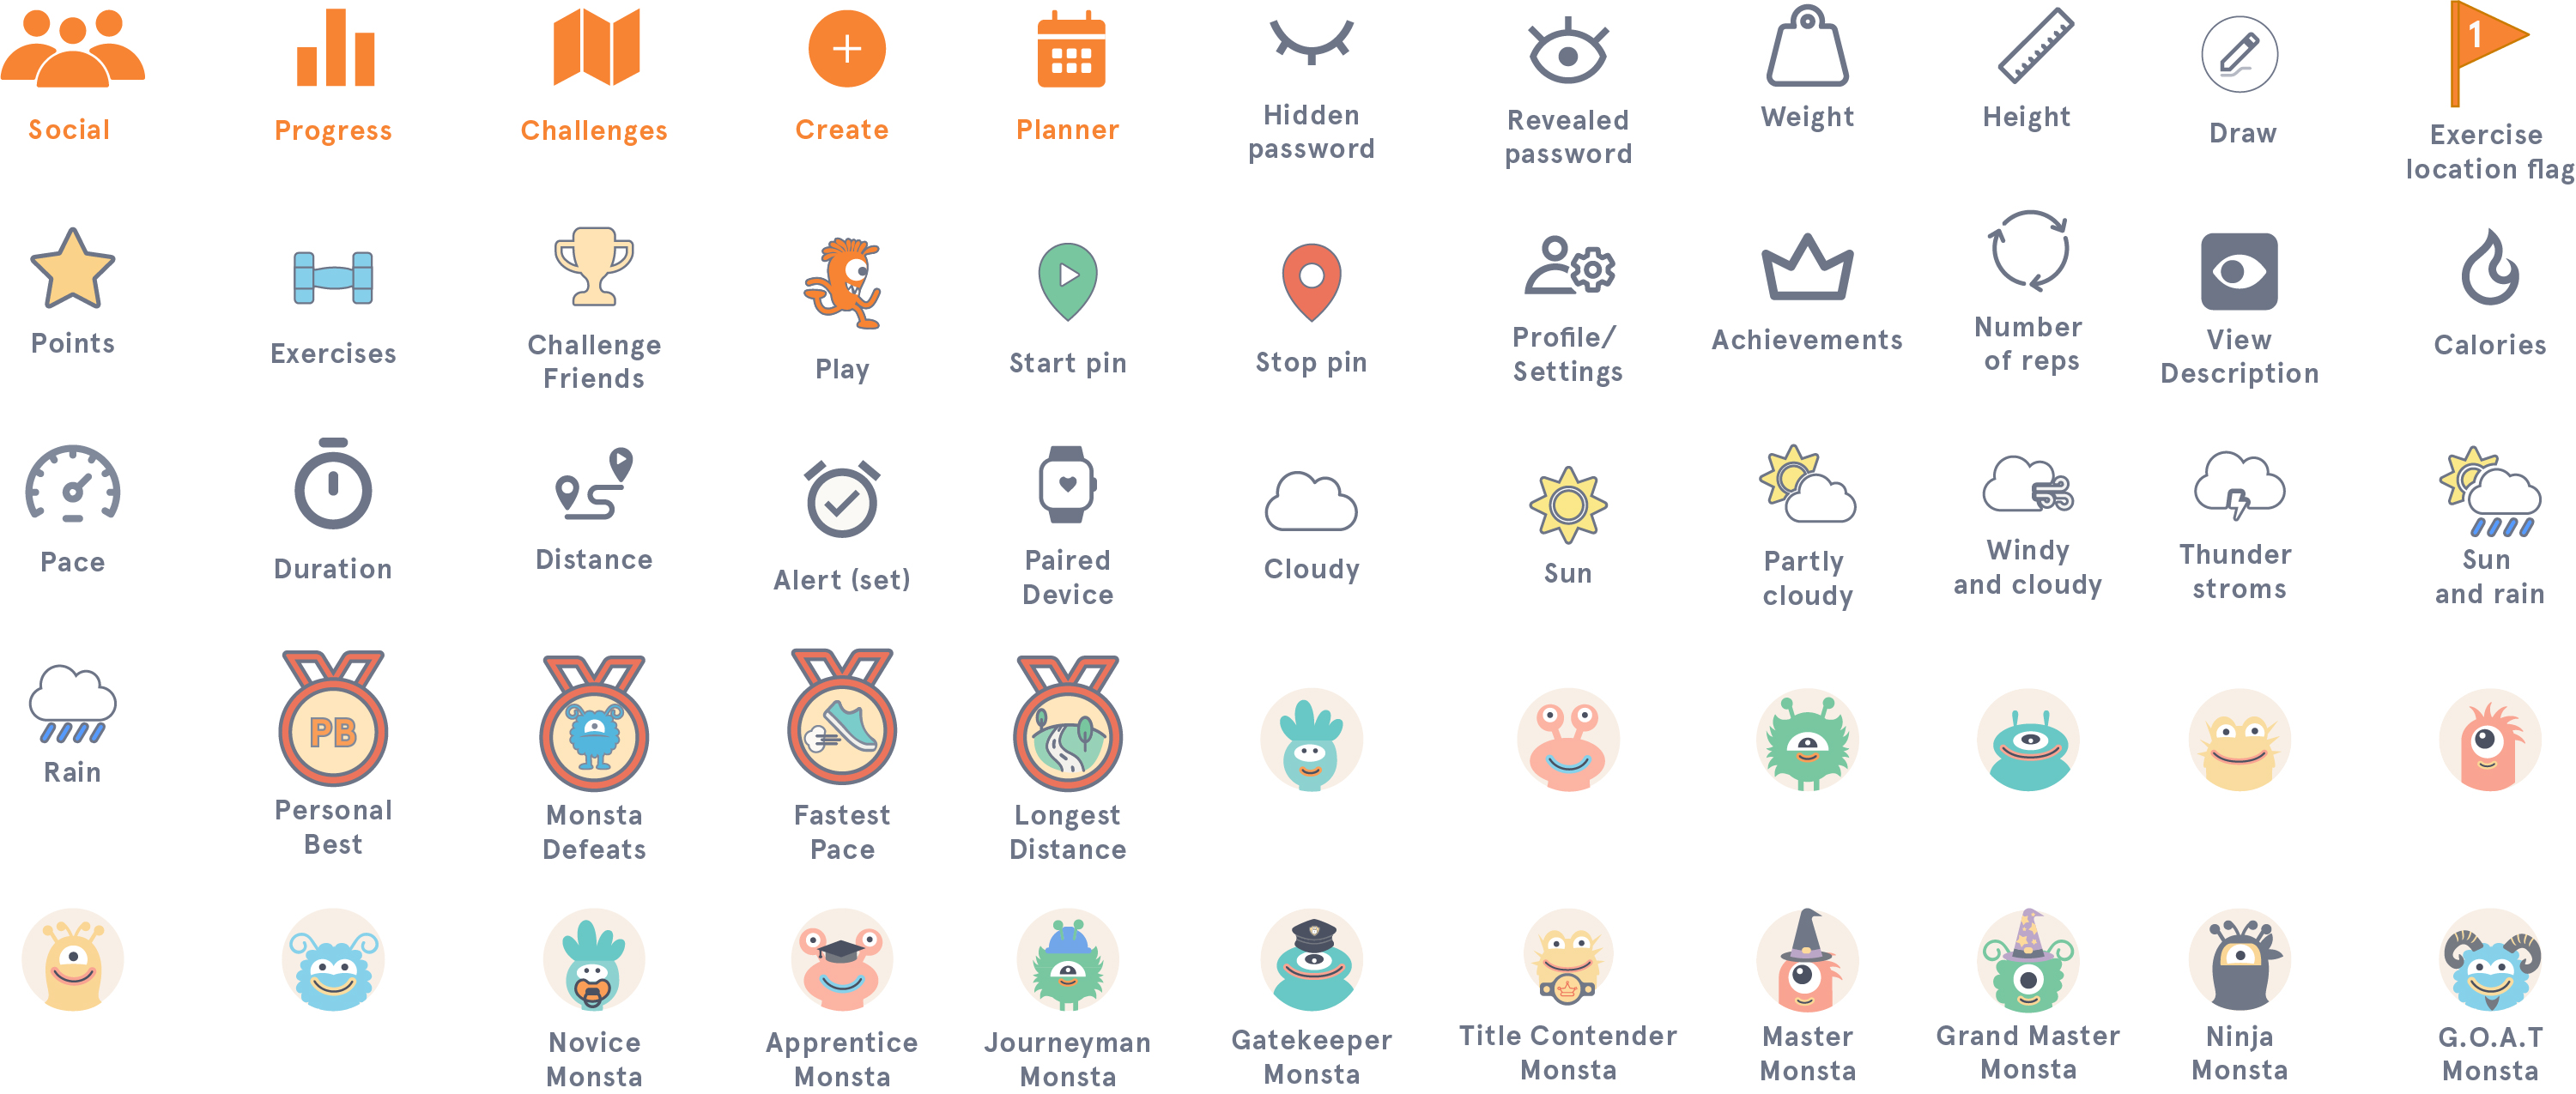 Social
Progress
Challenges
Create
Planner
Hidden
password
Revealed
password
Weight
Height
Draw
1
Exercise
location flag
Points
Exercises
Challenge
Friends
Play
Start pin
Stop pin
Profile/
Settings
Achievements
Number
of reps
View
Description
Calories
Pace
Duration
Distance
Alert (set)
Paired
Device
Cloudy
Sun
Partly
cloudy
Windy
and cloudy
Thunder
stroms
Sun
and rain
Rain
PB
Personal
Best
Monsta
Defeats
Fastest
Pace
Longest
Distance
Novice
Monsta
Apprentice
Monsta
Journeyman
Monsta
Gatekeeper
Monsta
Title Contender
Monsta
Master
Monsta
Grand Master
Monsta
Ninja
Monsta
G.O.A.T
Monsta